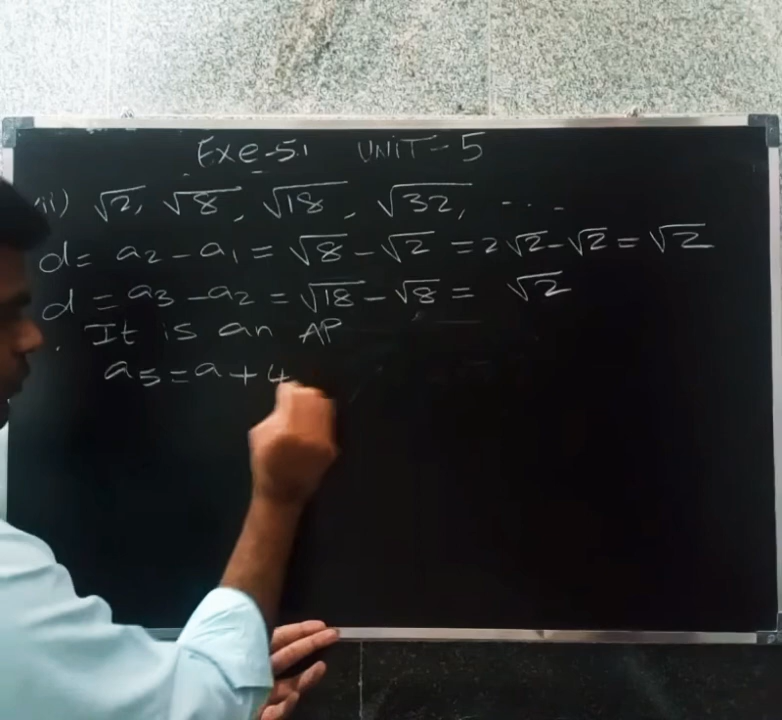 Exe-5.1 UNIT-5
ii) √2, √8, √18, √32, ....
d = a₂ - a₁ = √8 - √2 = 2√2 - √2 = √2
d = a₃ - a₂ = √18 - √8 = √2
. It is an AP
a₅ = a + 4